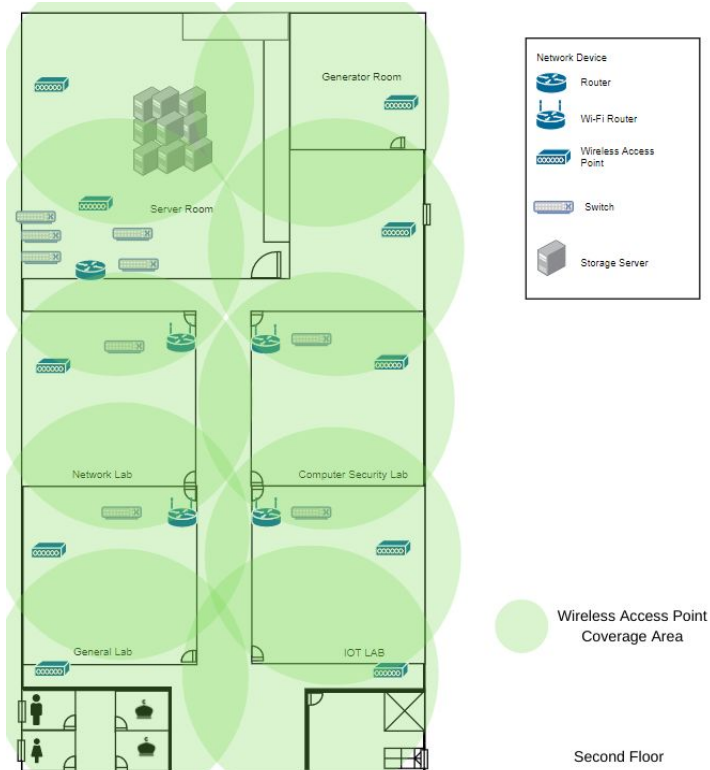 Generator Room
Server Room
Network Lab
Computer Security Lab
General Lab
IOT LAB
Network Device
Router
Wi-Fi Router
Wireless Access
Point
Switch
Storage Server
Wireless Access Point
Coverage Area
Second Floor